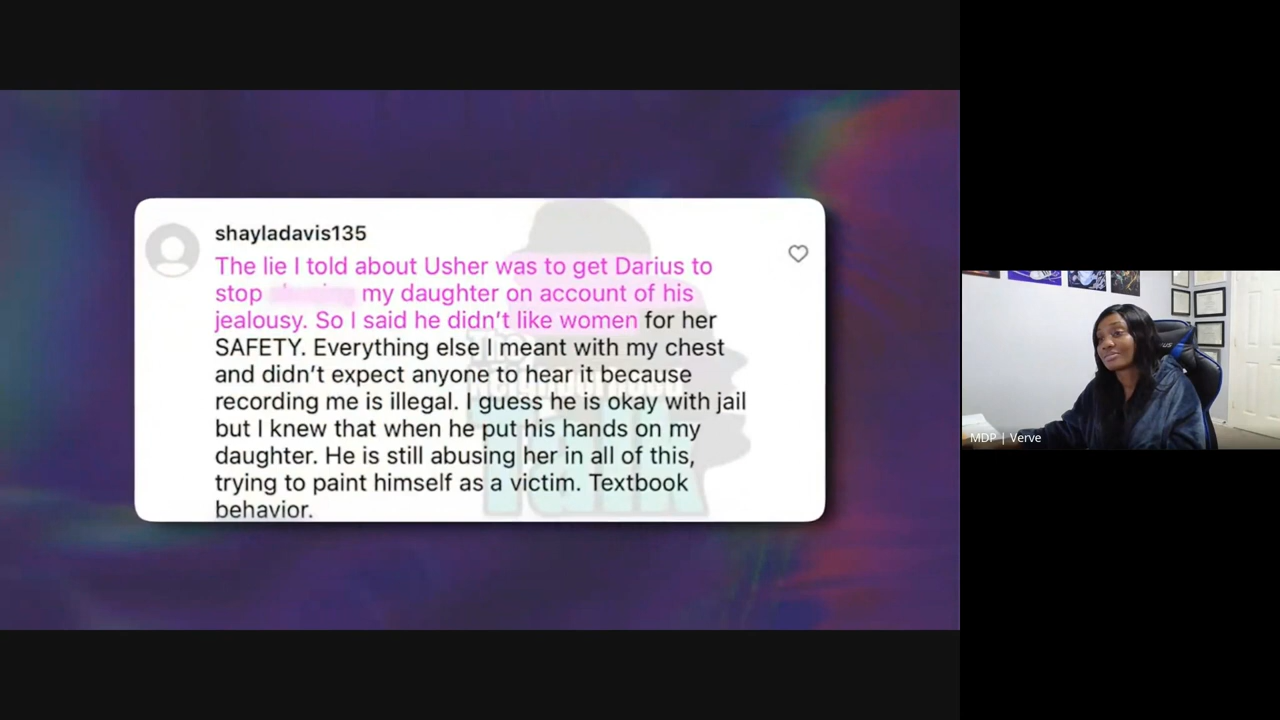 shayladavis135
The lie I told about Usher was to get Darius to
stop my daughter on account of his
jealousy. So I said he didn't like women for her
SAFETY. Everything else I meant with my chest
and didn't expect anyone to hear it because
recording me is illegal. I guess he is okay with jail
but I knew that when he put his hands on my
daughter. He is still abusing her in all of this,
trying to paint himself as a victim. Textbook
behavior.
The
Talk
MDP | Verve